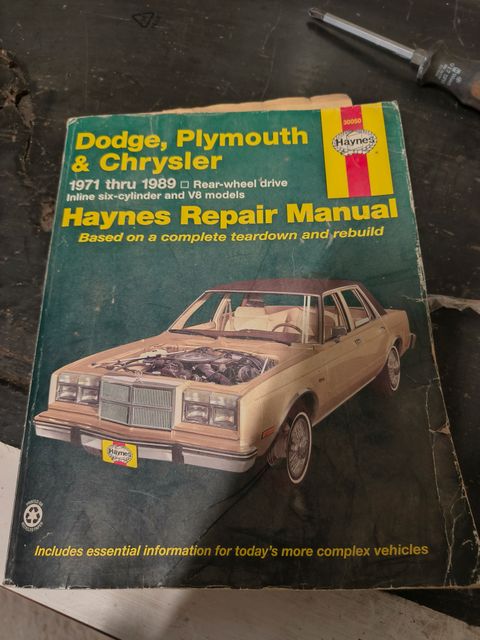 Dodge, Plymouth
& Chrysler
1971 thru 1989 □ Rear-wheel drive
Inline six-cylinder and V8 models
Haynes Repair Manual
Based on a complete teardown and rebuild
30050
Haynes
Haynes
Includes essential information for today's more complex vehicles